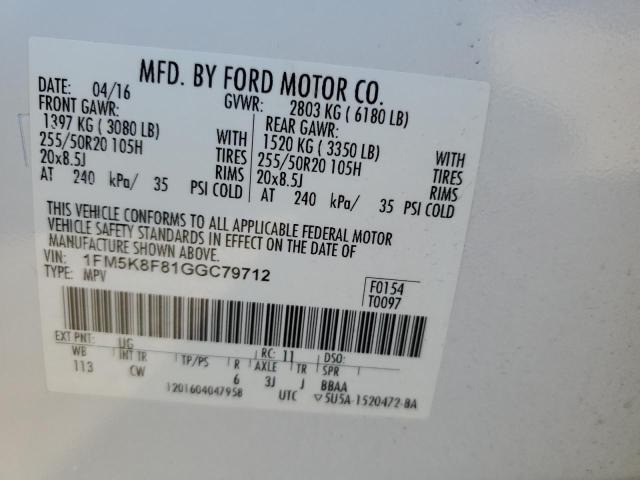 MFD. BY FORD MOTOR CO.
DATE: 04/16 GVWR: 2803 KG ( 6180 LB)
FRONT GAWR: REAR GAWR:
1397 KG ( 3080 LB) WITH 1520 KG ( 3350 LB) WITH
255/50R20 105H TIRES 255/50R20 105H TIRES
20x8.5J RIMS 20x8.5J RIMS
AT 240 kPa/ 35 PSI COLD AT 240 kPa/ 35 PSI COLD
THIS VEHICLE CONFORMS TO ALL APPLICABLE FEDERAL MOTOR
VEHICLE SAFETY STANDARDS IN EFFECT ON THE DATE OF
MANUFACTURE SHOWN ABOVE.
VIN: 1FM5K8F81GGC79712
TYPE: MPV
F0154
T0097
EXT PNT: UG RC: 11 DSO:
WB INT TR TP/PS R AXLE TR SPR
113 CW 6 3J J BBAA
1201604047958 UTC ▽5U5A-1520472-BA